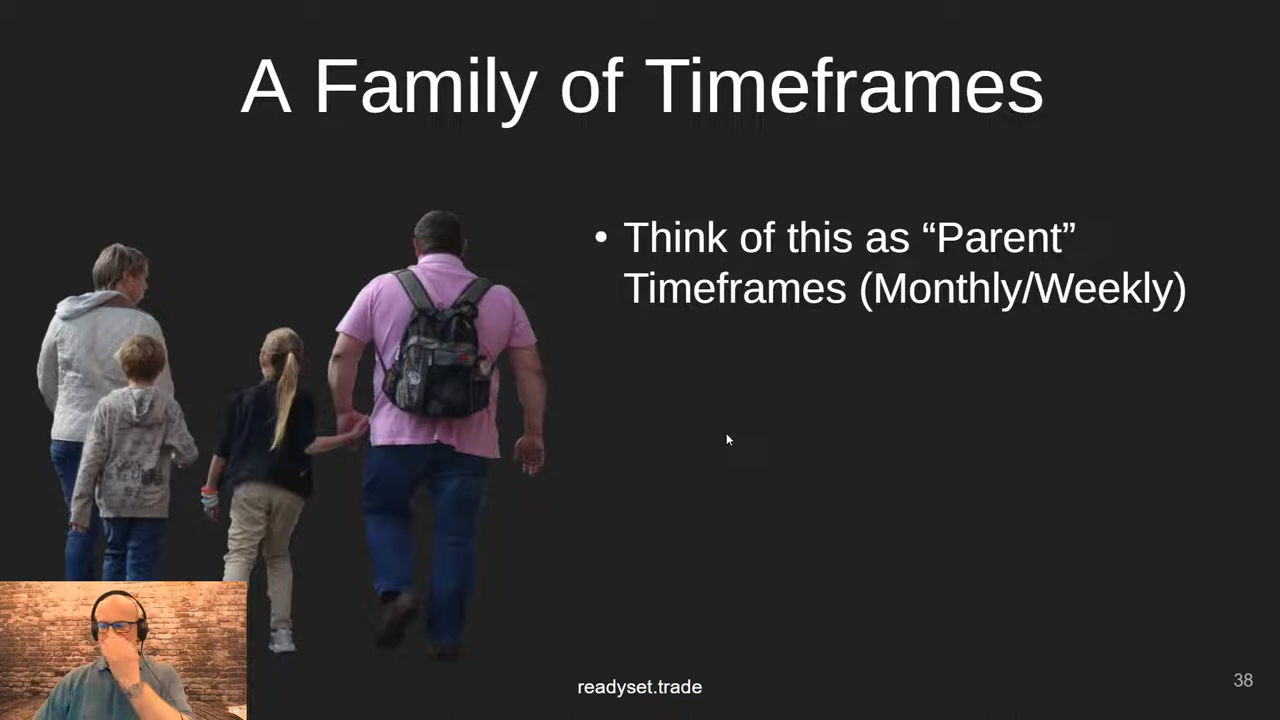 A Family of Timeframes
• Think of this as “Parent”
Timeframes (Monthly/Weekly)
readyset.trade
38